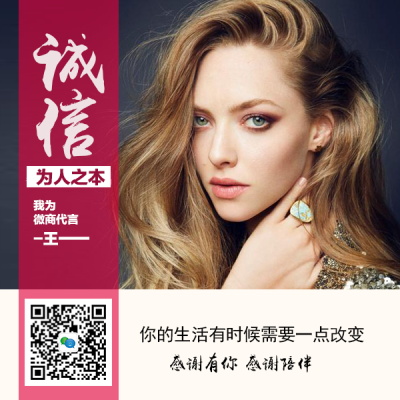 诚信
为人之本
我为
微商代言
-王——
你的生活有时候需要一点改变
感谢有你 感谢陪伴